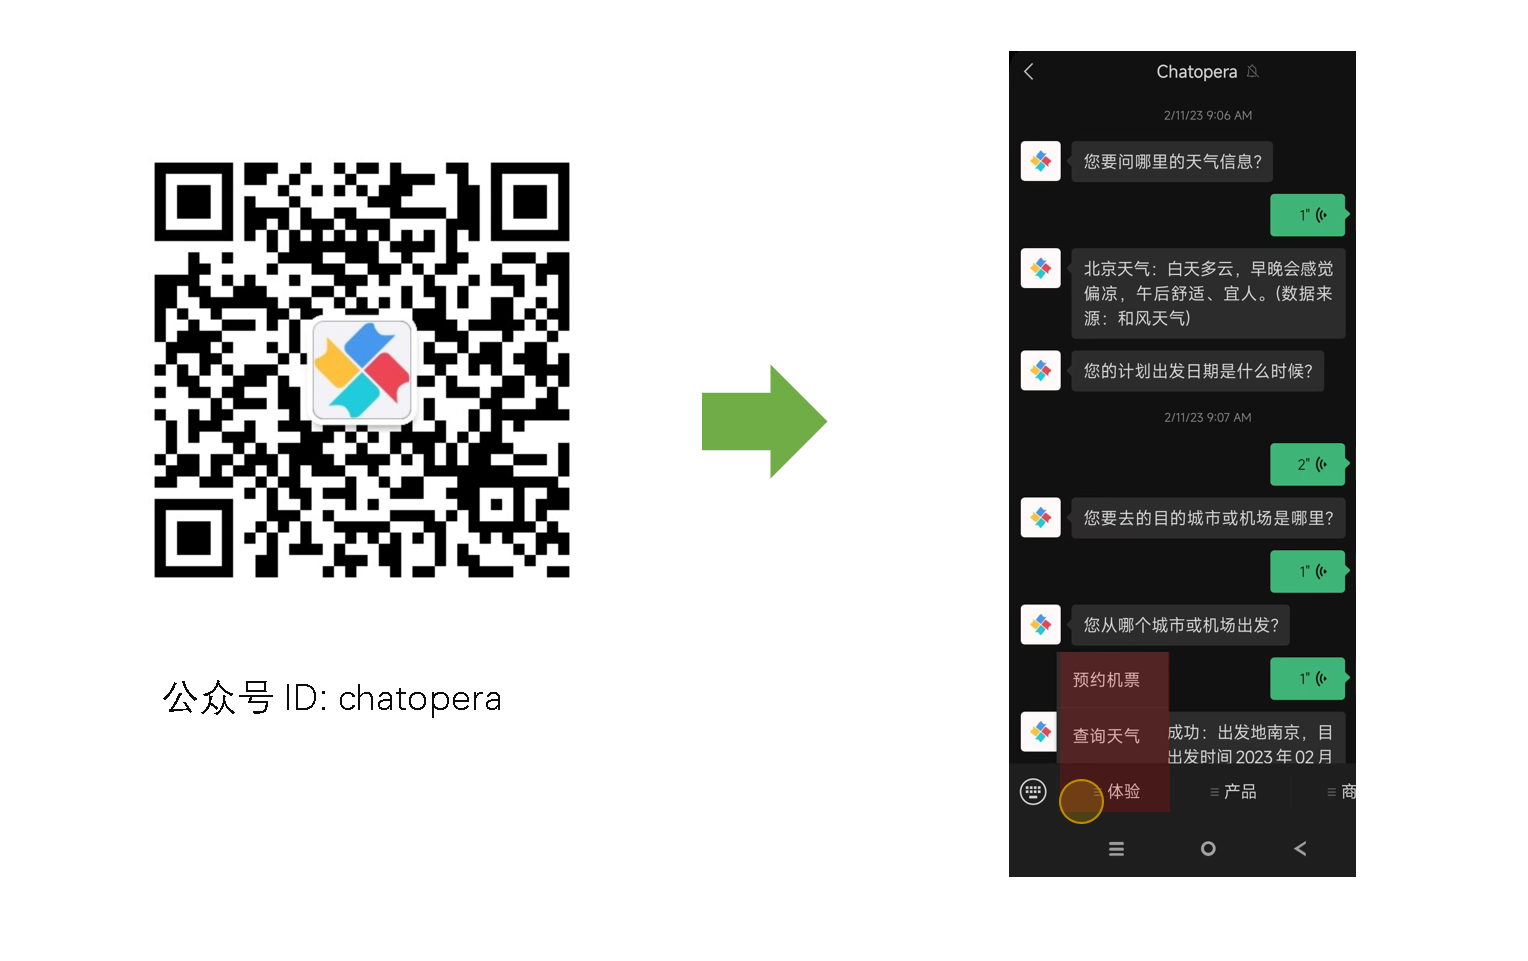 公众号 ID: chatopera
Chatopera
2/11/23 9:06 AM
您要问哪里的天气信息?
1"
北京天气：白天多云，早晚会感觉
偏凉，午后舒适、宜人。(数据来
源：和风天气)
您的计划出发日期是什么时候?
2/11/23 9:07 AM
2"
您要去的目的城市或机场是哪里?
1"
您从哪个城市或机场出发?
1"
预约机票
查询天气
成功：出发地南京，目
出发时间 2023 年 02 月
体验
产品
商